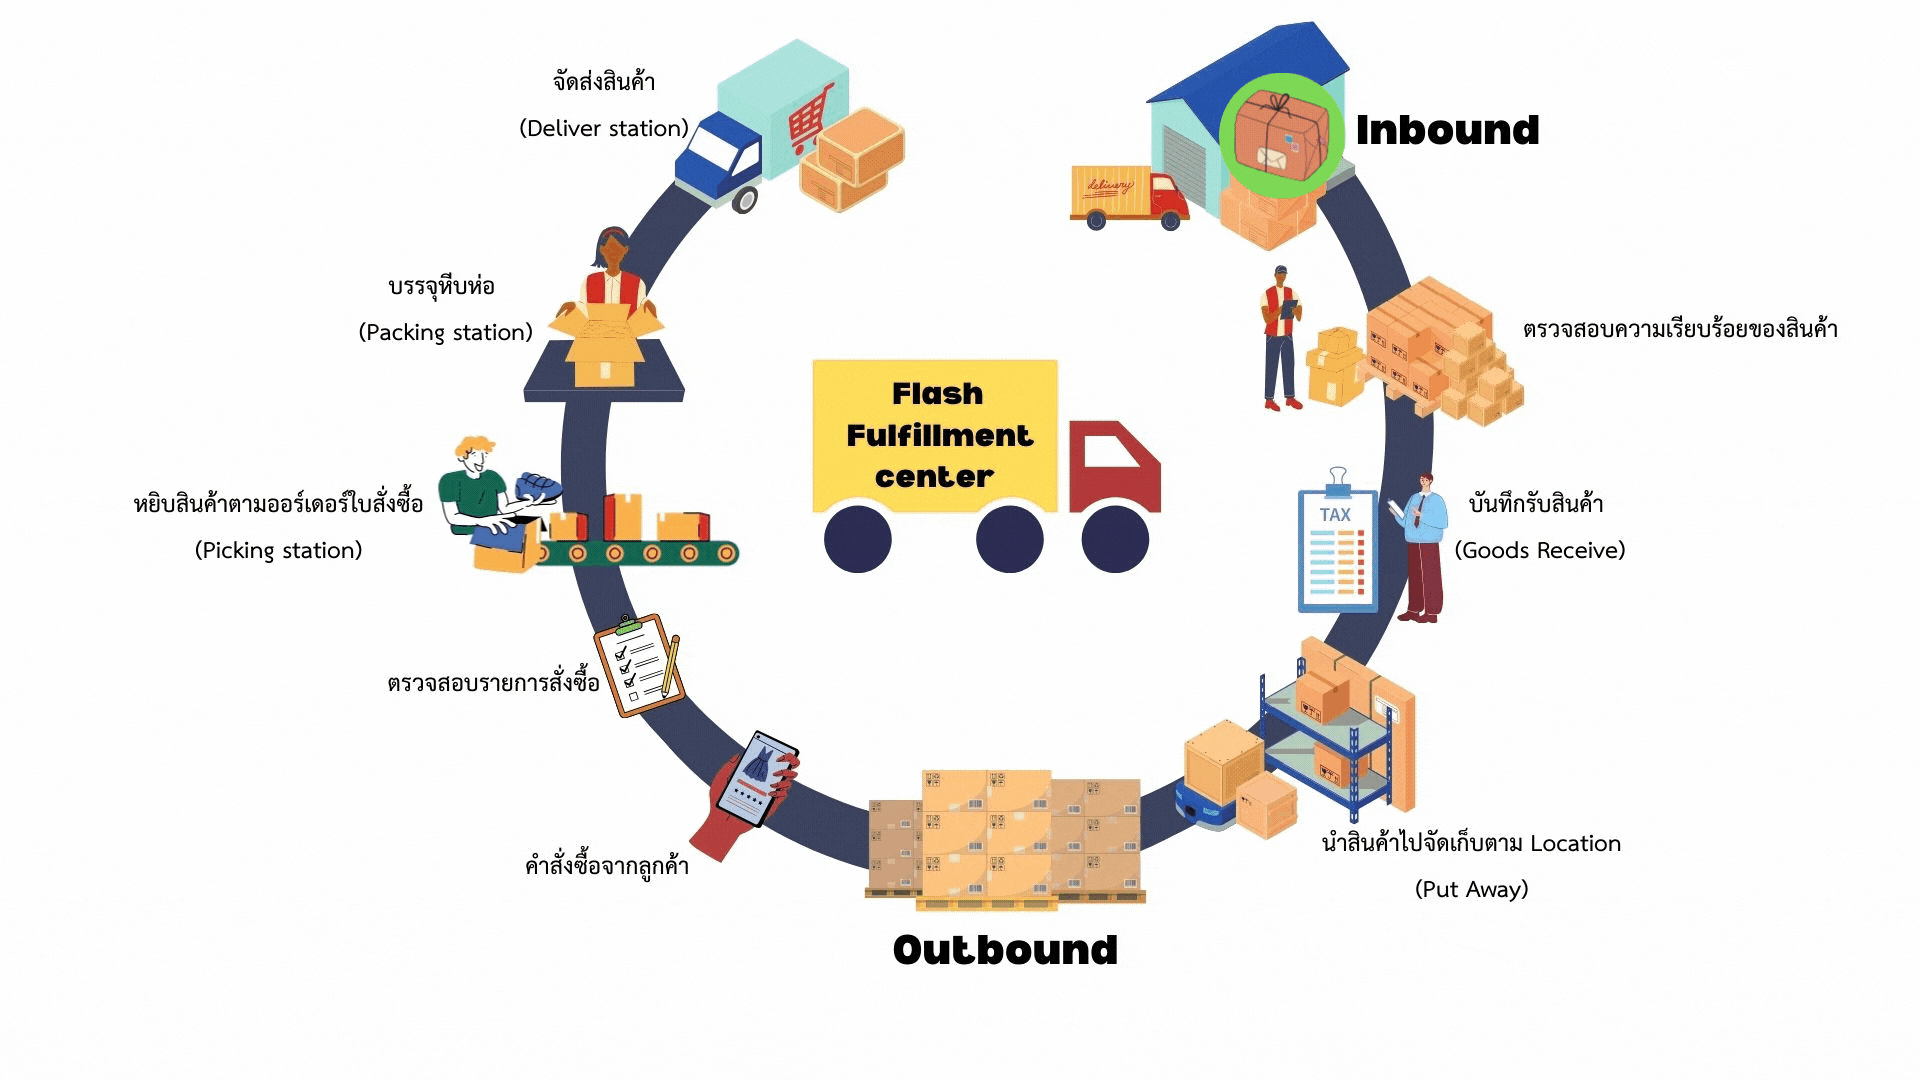 Inbound
delivery
ตรวจสอบความเรียบร้อยของสินค้า
TAX
บันทึกรับสินค้า
(Goods Receive)
นำสินค้าไปจัดเก็บตาม Location
(Put Away)
Outbound
คำสั่งซื้อจากลูกค้า
ตรวจสอบรายการสั่งซื้อ
หยิบสินค้าตามออร์เดอร์ใบสั่งซื้อ
(Picking station)
บรรจุหีบห่อ
(Packing station)
จัดส่งสินค้า
(Deliver station)
Flash
Fulfillment
center